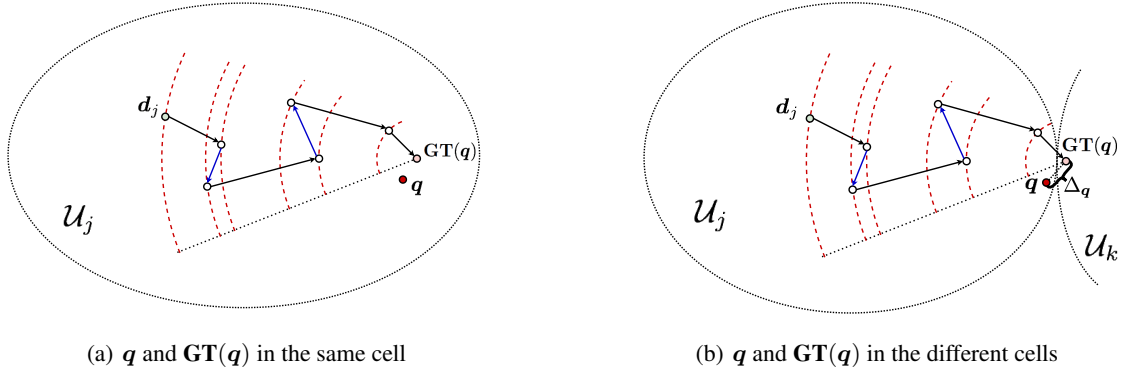 d_j
GT(q)
q
U_j
(a) q and GT(q) in the same cell
d_j
GT(q)
q
Δ_q
U_j
U_k
(b) q and GT(q) in the different cells